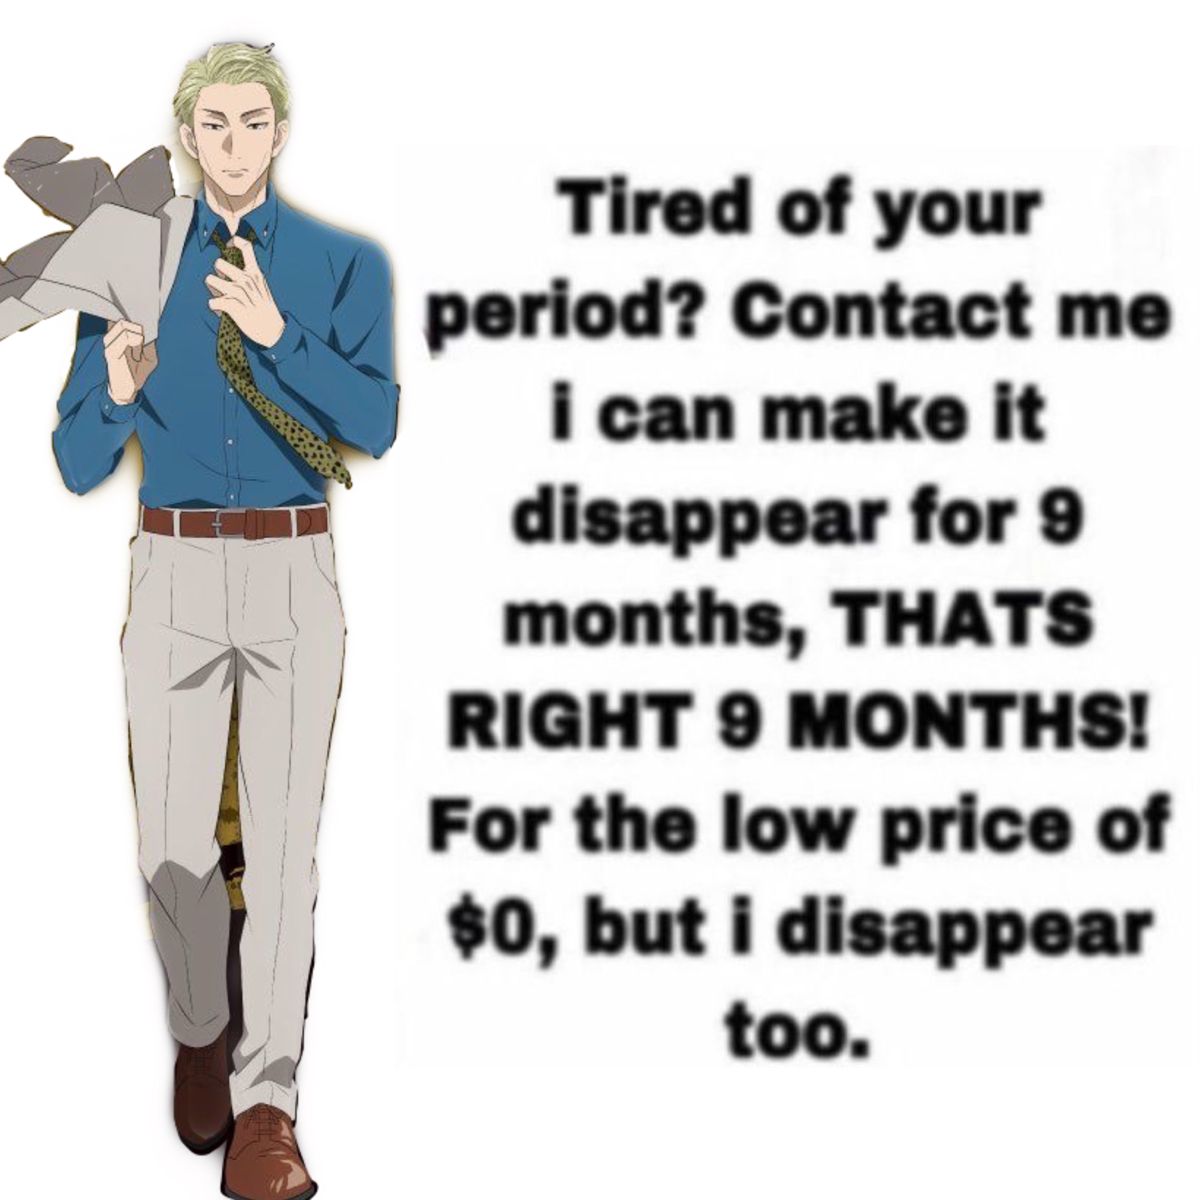 Tired of your
period? Contact me
i can make it
disappear for 9
months, THATS
RIGHT 9 MONTHS!
For the low price of
$0, but i disappear
too.